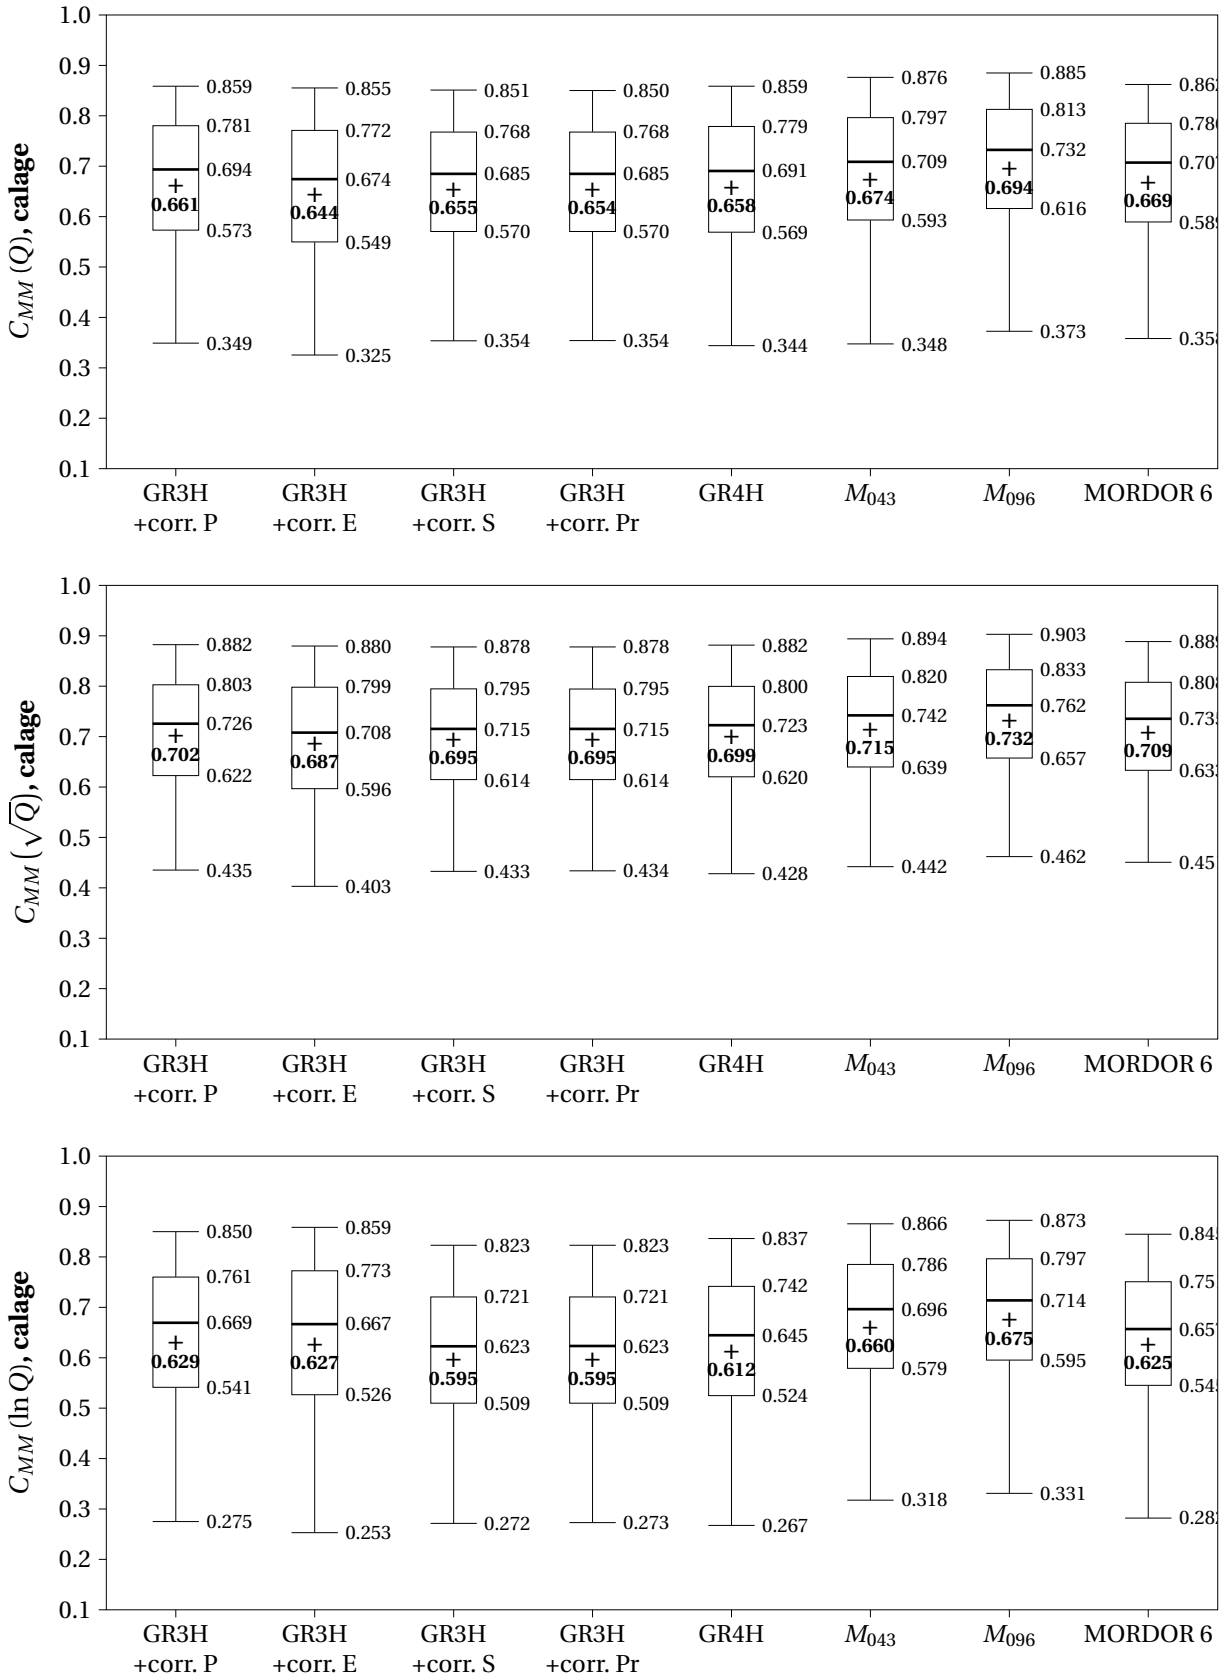 1.0
0.9
0.8
0.7
0.6
0.5
0.4
0.3
0.2
0.1
C_MM (Q), calage
0.859 0.855 0.851 0.850 0.859 0.876 0.885
0.781 0.772 0.768 0.768 0.779 0.797 0.813
0.694 0.674 0.685 0.685 0.691 0.709 0.732
0.661 0.644 0.655 0.654 0.658 0.674 0.694 0.669
0.573 0.549 0.570 0.570 0.569 0.593 0.616
0.349 0.325 0.354 0.354 0.344 0.348 0.373
GR3H GR3H GR3H GR3H GR4H M043 M096 MORDOR 6
+corr. P +corr. E +corr. S +corr. Pr
1.0
0.9
0.8
0.7
0.6
0.5
0.4
0.3
0.2
0.1
C_MM (√Q), calage
0.882 0.880 0.878 0.878 0.882 0.894 0.903
0.803 0.799 0.795 0.795 0.800 0.820 0.833
0.726 0.708 0.715 0.715 0.723 0.742 0.762
0.702 0.687 0.695 0.695 0.699 0.715 0.732 0.709
0.622 0.596 0.614 0.614 0.620 0.639 0.657
0.435 0.403 0.433 0.434 0.428 0.442 0.462
GR3H GR3H GR3H GR3H GR4H M043 M096 MORDOR 6
+corr. P +corr. E +corr. S +corr. Pr
1.0
0.9
0.8
0.7
0.6
0.5
0.4
0.3
0.2
0.1
C_MM (ln Q), calage
0.850 0.859 0.823 0.823 0.837 0.866 0.873
0.761 0.773 0.721 0.721 0.742 0.786 0.797
0.669 0.667 0.623 0.623 0.645 0.696 0.714
0.629 0.627 0.595 0.595 0.612 0.660 0.675 0.625
0.541 0.526 0.509 0.509 0.524 0.579 0.595
0.275 0.253 0.272 0.273 0.267 0.318 0.331
GR3H GR3H GR3H GR3H GR4H M043 M096 MORDOR 6
+corr. P +corr. E +corr. S +corr. Pr